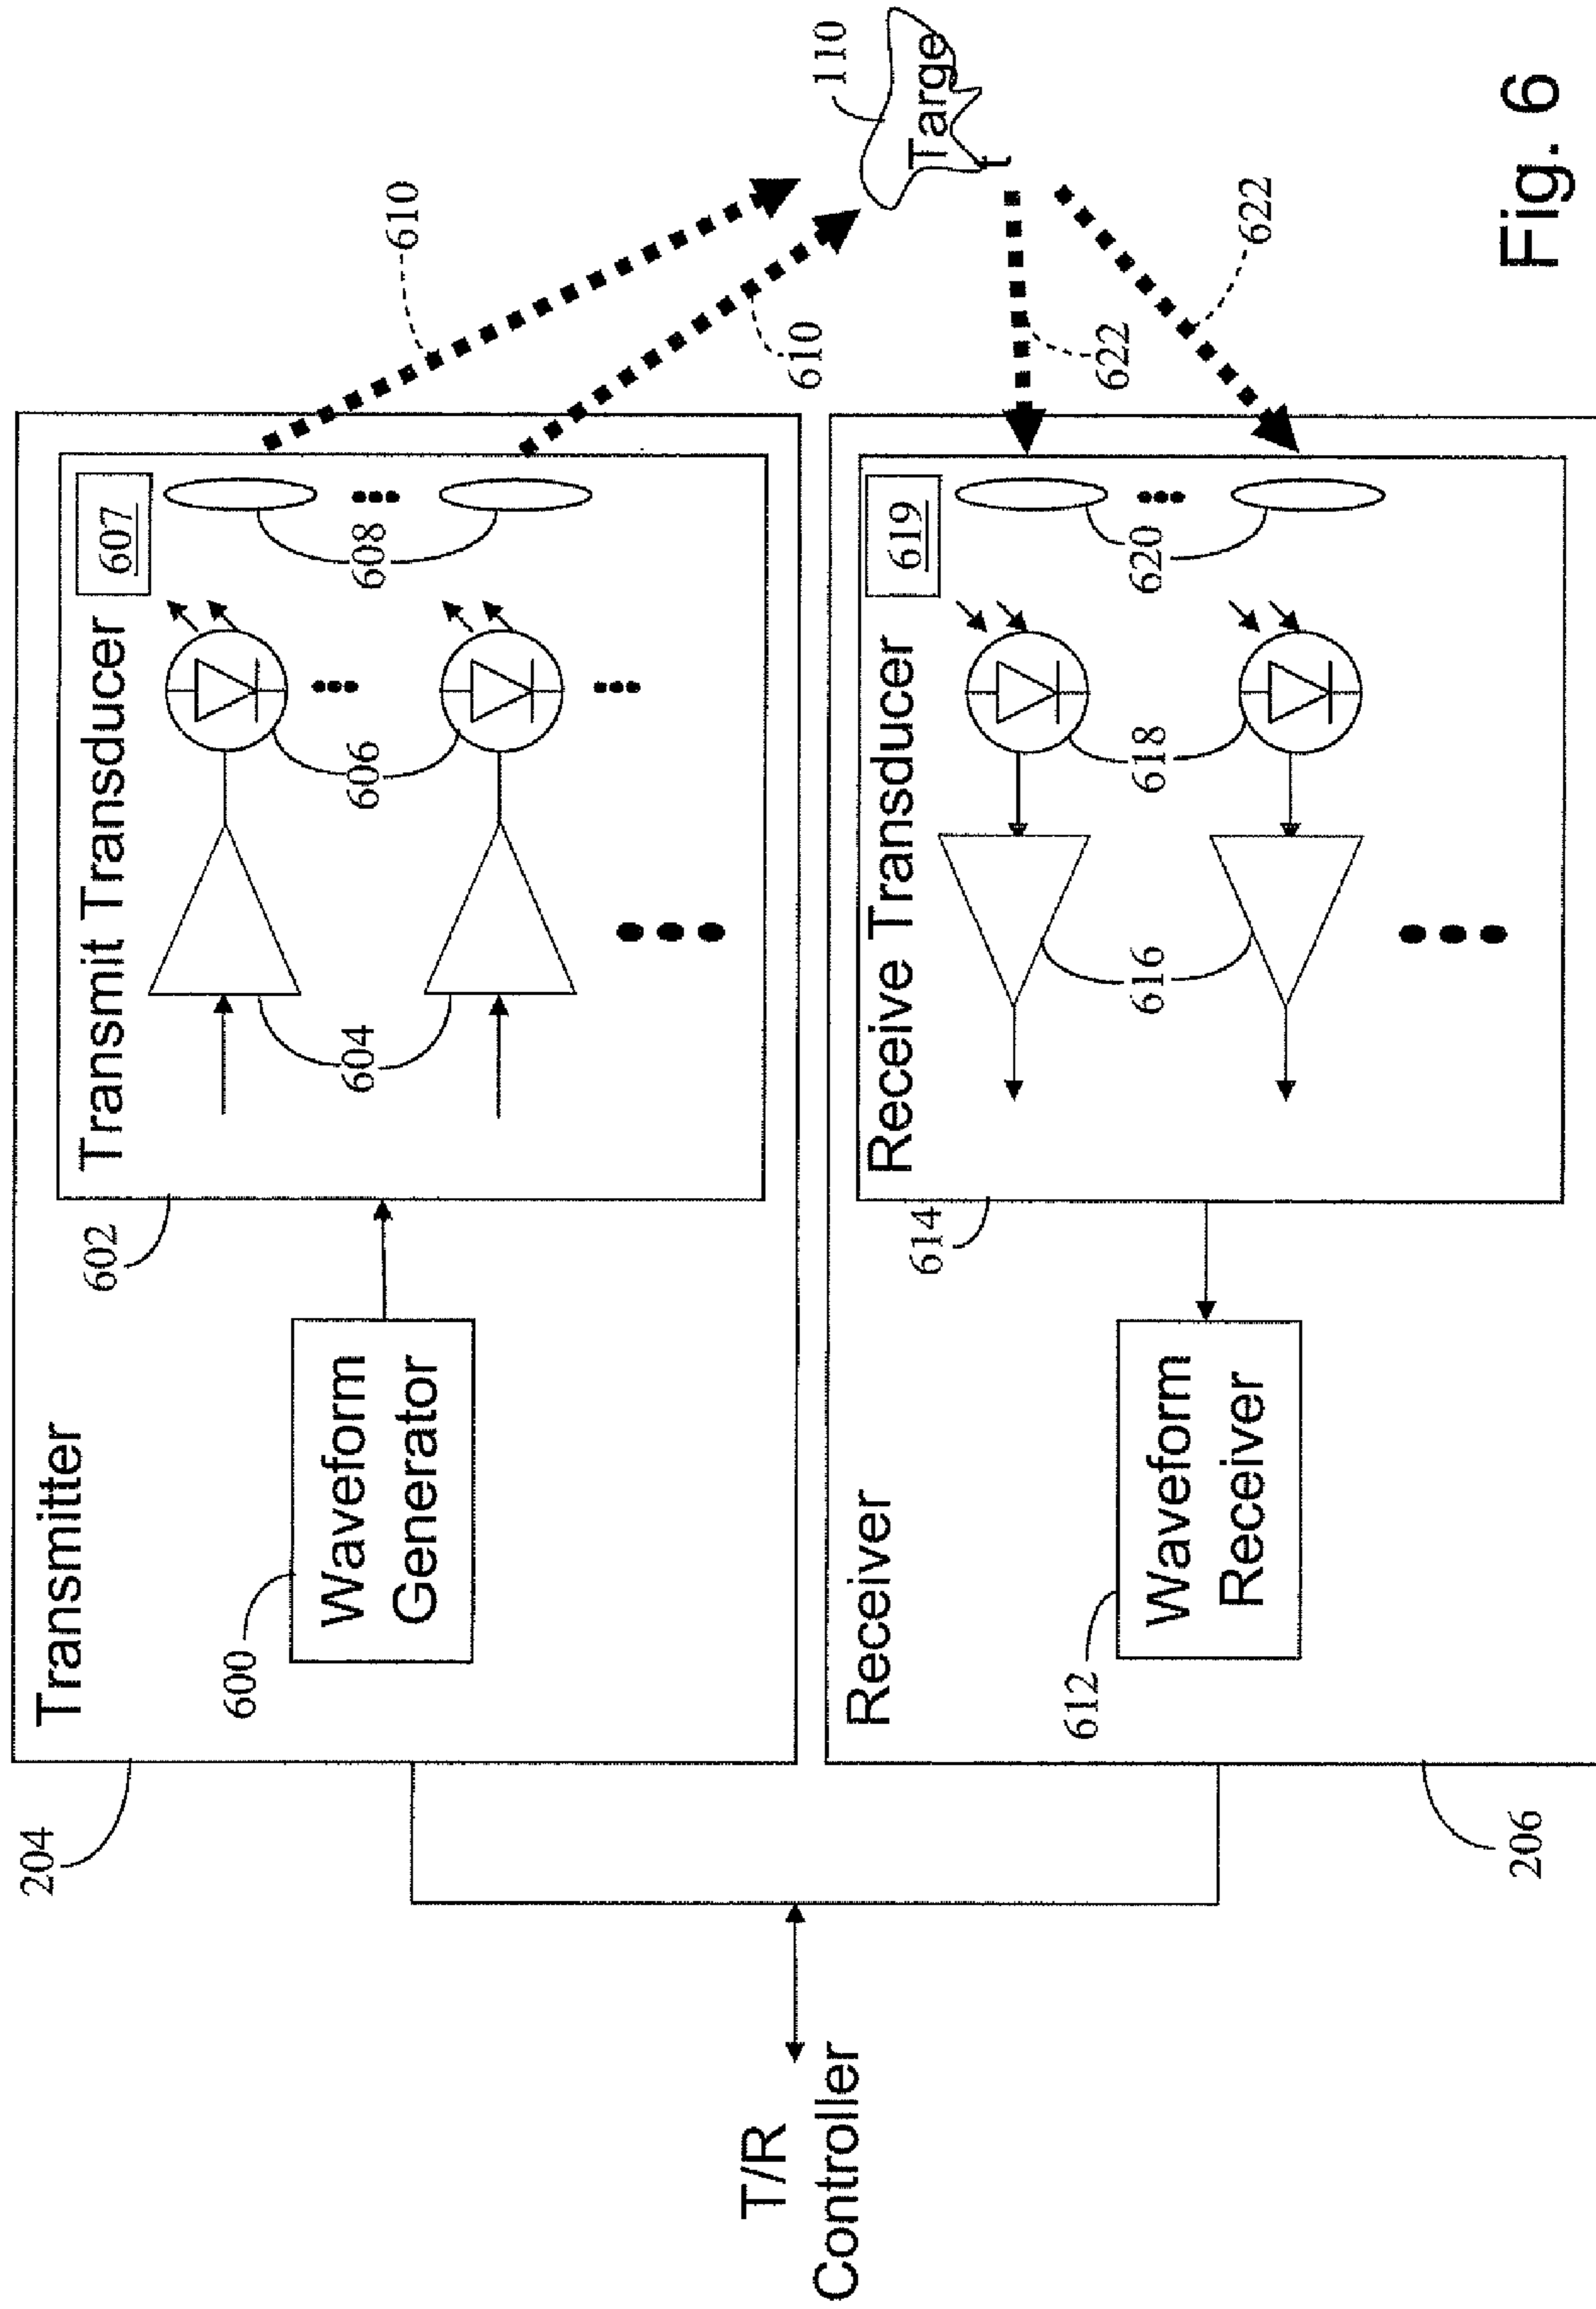 204
Transmitter
600
Waveform
Generator
602
Transmit Transducer
607
604
606
608
610
610
T/R
Controller
110
Targe
t
206
Receiver
612
Waveform
Receiver
614
Receive Transducer
619
616
618
620
622
622
Fig. 6